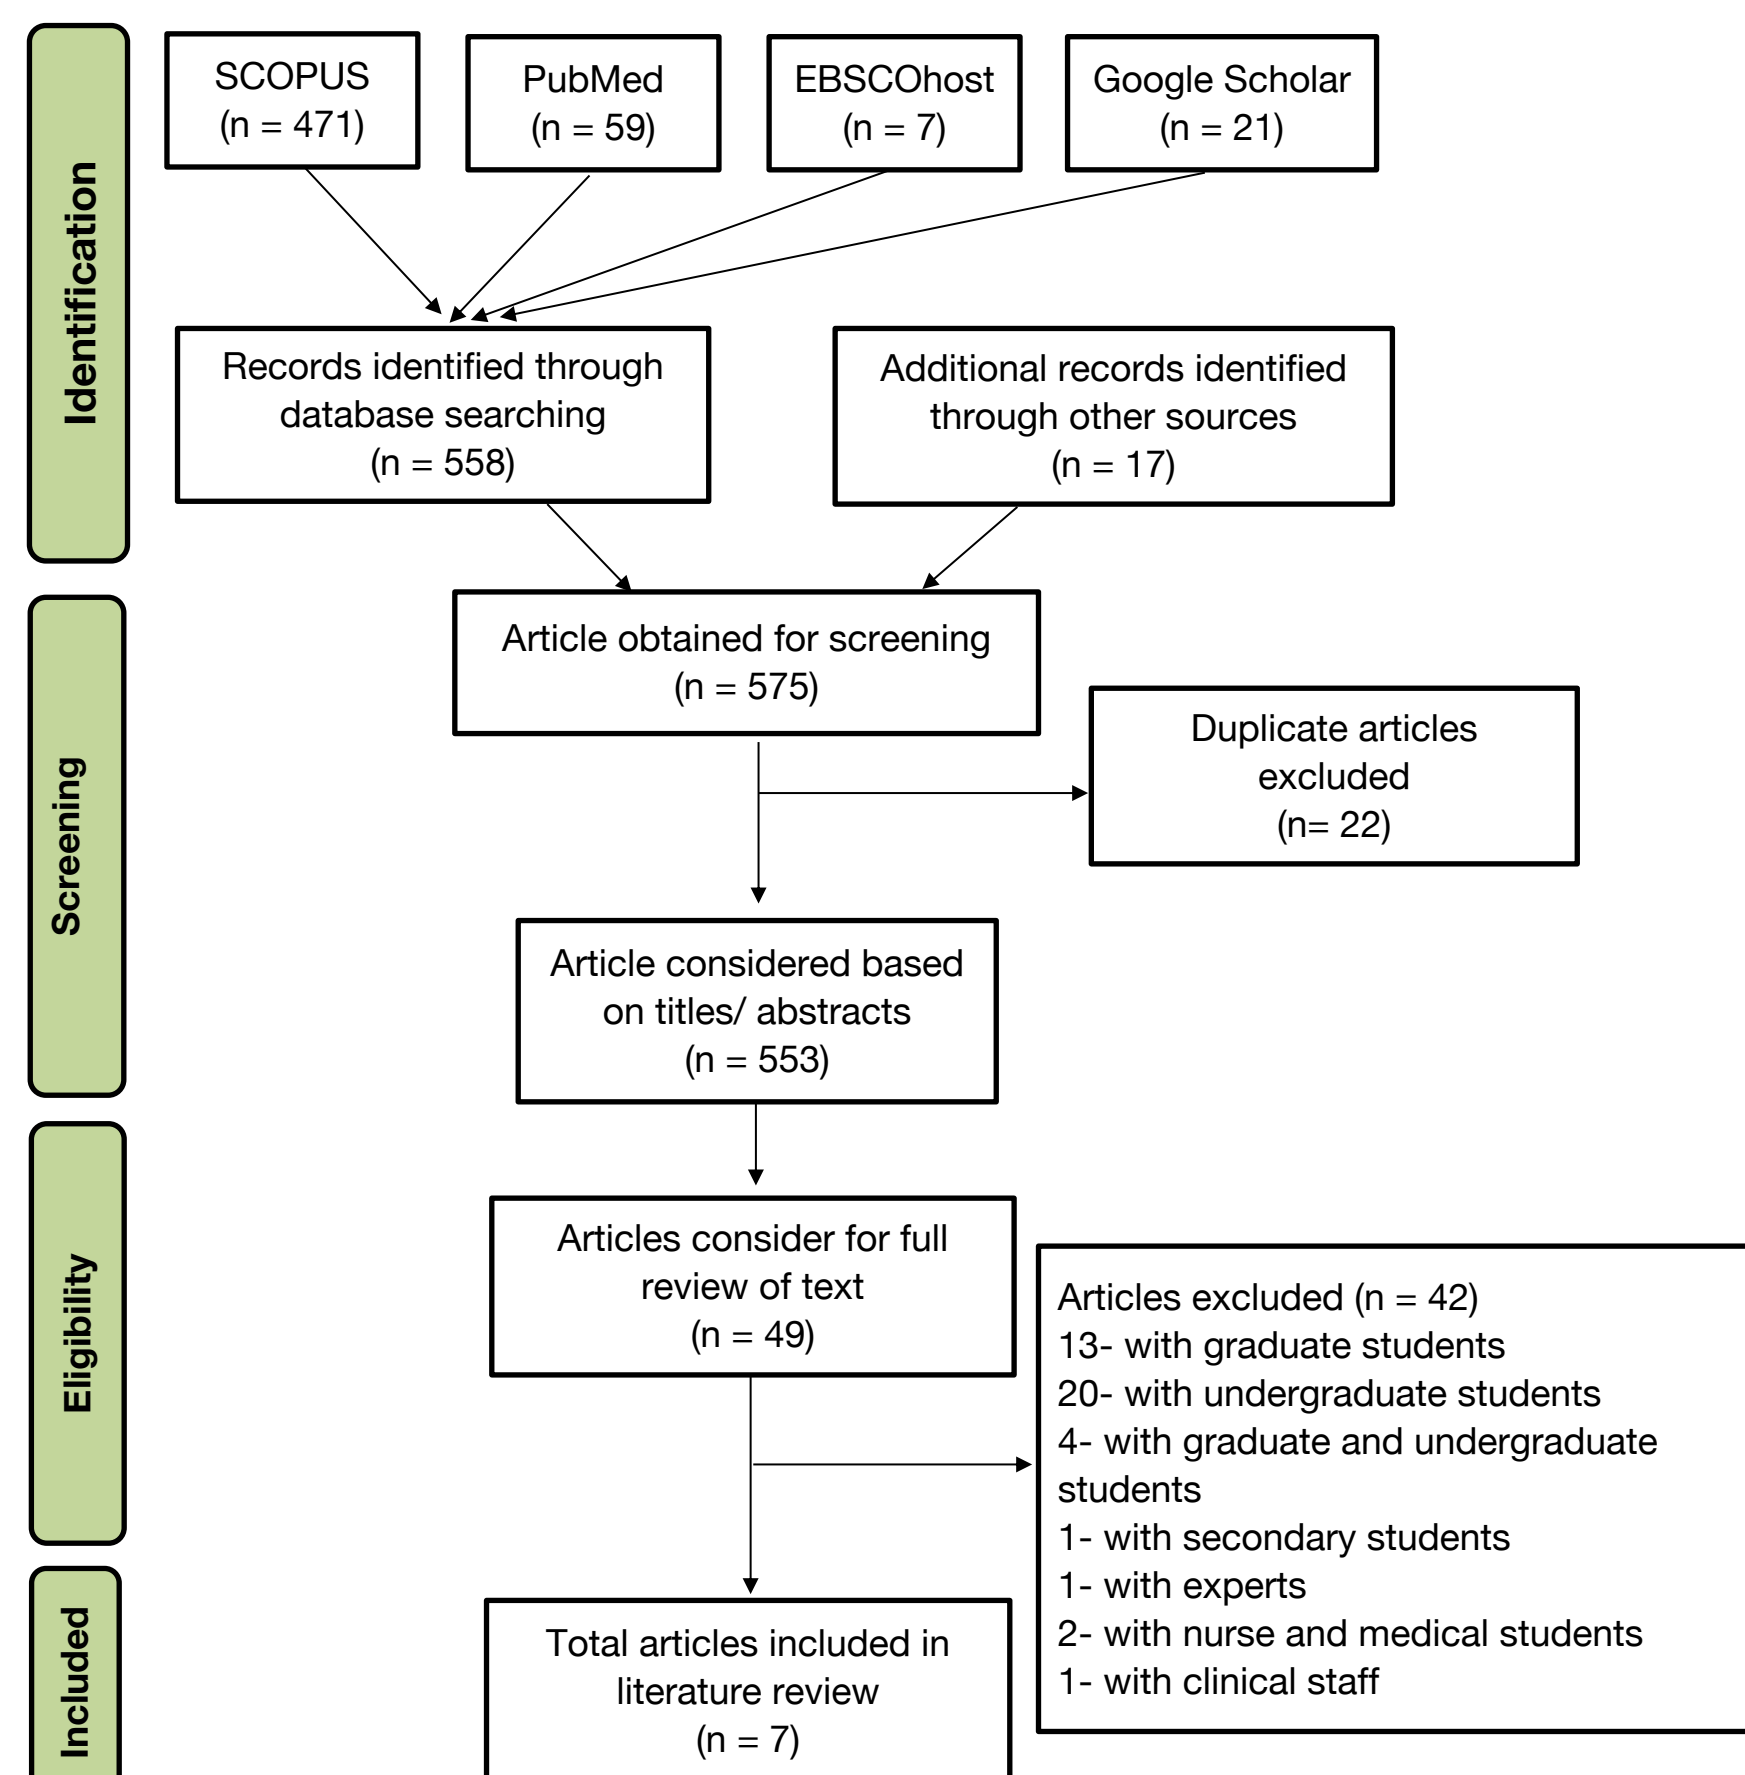 Identification
SCOPUS
(n = 471)
PubMed
(n = 59)
EBSCOhost
(n = 7)
Google Scholar
(n = 21)
Records identified through
database searching
(n = 558)
Additional records identified
through other sources
(n = 17)
Screening
Article obtained for screening
(n = 575)
Duplicate articles
excluded
(n= 22)
Article considered based
on titles/ abstracts
(n = 553)
Eligibility
Articles consider for full
review of text
(n = 49)
Articles excluded (n = 42)
13- with graduate students
20- with undergraduate students
4- with graduate and undergraduate
students
1- with secondary students
1- with experts
2- with nurse and medical students
1- with clinical staff
Included
Total articles included in
literature review
(n = 7)